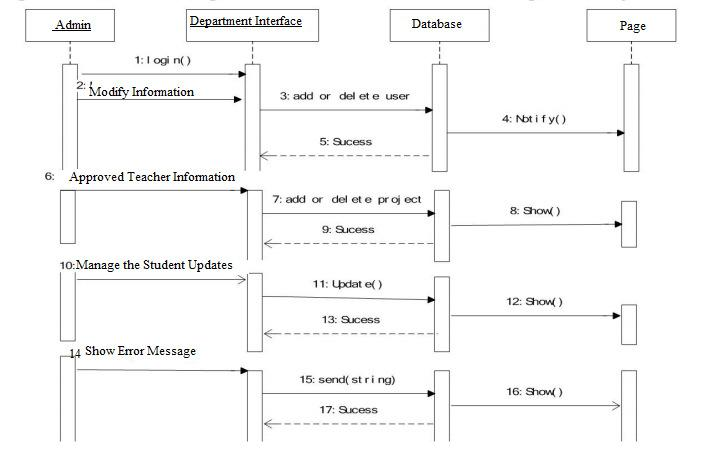 Admin
Department Interface
Database
Page
1: login()
2: Modify Information
3: add or delete user
4: Notify()
5: Sucess
6: Approved Teacher Information
7: add or delete project
8: Show()
9: Sucess
10:Manage the Student Updates
11: Update()
12: Show()
13: Sucess
14 Show Error Message
15: send(string)
16: Show()
17: Sucess